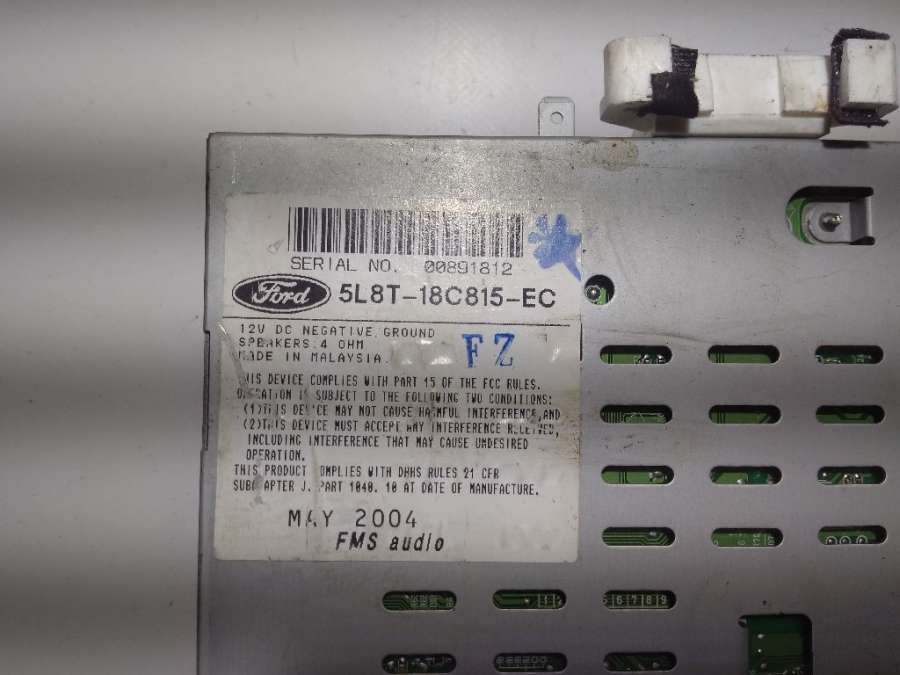 SERIAL NO. 00891812
Ford 5L8T-18C815-EC
12V DC NEGATIVE GROUND
SPEAKERS:4 OHM
MADE IN MALAYSIA.
FZ
THIS DEVICE COMPLIES WITH PART 15 OF THE FCC RULES.
OPERATION IS SUBJECT TO THE FOLLOWING TWO CONDITIONS:
(1)THIS DEVICE MAY NOT CAUSE HARMFUL INTERFERENCE,AND
(2)THIS DEVICE MUST ACCEPT ANY INTERFERENCE RECEIVED,
INCLUDING INTERFERENCE THAT MAY CAUSE UNDESIRED
OPERATION.
THIS PRODUCT COMPLIES WITH DHHS RULES 21 CFR
SUBCHAPTER J. PART 1040. 10 AT DATE OF MANUFACTURE.
MAY 2004
FMS audio
6 7 8 9